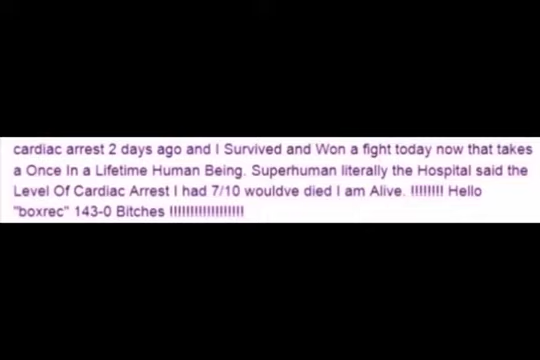 cardiac arrest 2 days ago and I Survived and Won a fight today now that takes
a Once In a Lifetime Human Being. Superhuman literally the Hospital said the
Level Of Cardiac Arrest I had 7/10 wouldve died I am Alive. !!!!!!!! Hello
"boxrec" 143-0 Bitches !!!!!!!!!!!!!!!!!!